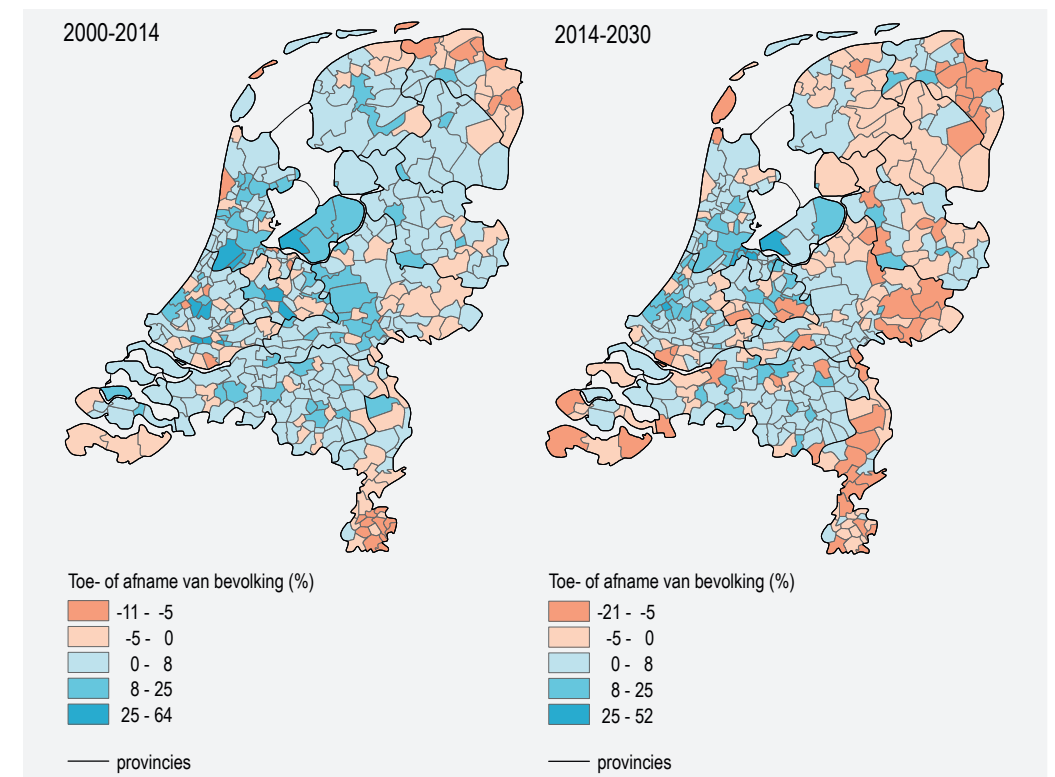 2000-2014
Toe- of afname van bevolking (%)
-11 - -5
-5 - 0
0 - 8
8 - 25
25 - 64
provincies
2014-2030
Toe- of afname van bevolking (%)
-21 - -5
-5 - 0
0 - 8
8 - 25
25 - 52
provincies